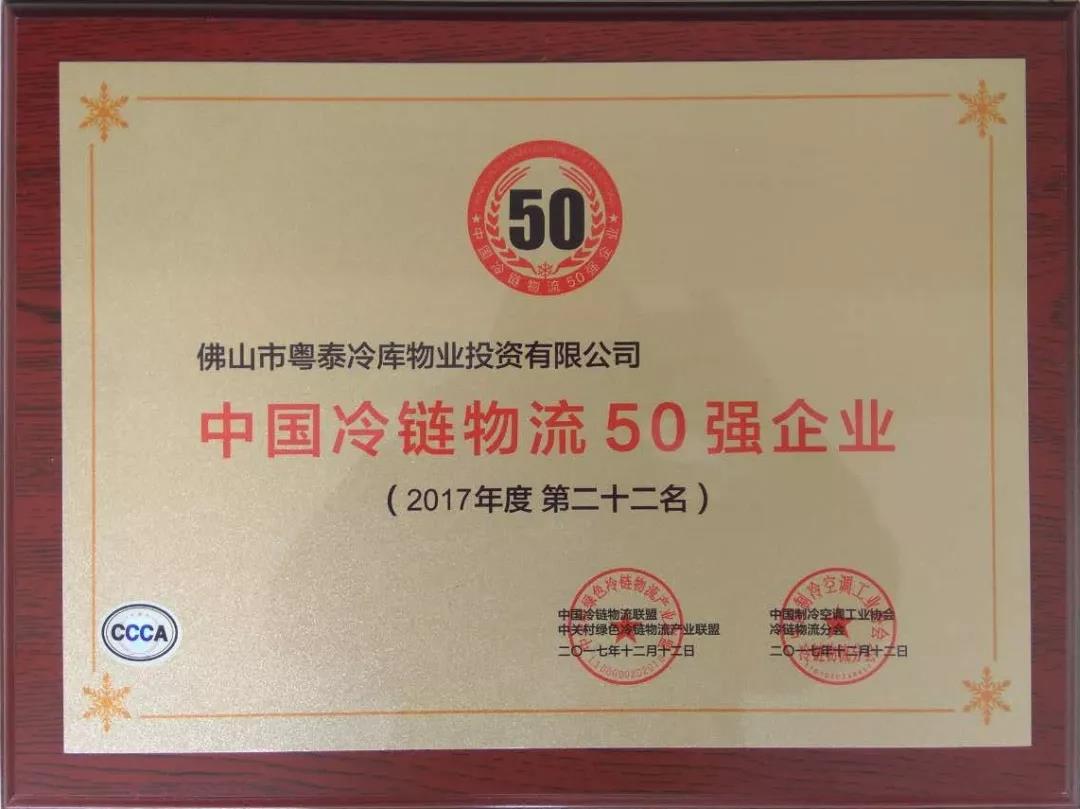 50
中国冷链物流50强企业
佛山市粤泰冷库物业投资有限公司
中国冷链物流50强企业
(2017年度 第二十二名)
中国冷链物流联盟
中关村绿色冷链物流产业联盟
二〇一七年十二月十二日
中国制冷空调工业协会
冷链物流分会
二〇一七年十二月十二日
CCCA